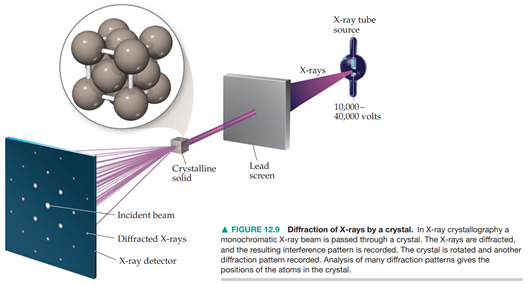 X-ray tube
source
X-rays
10,000–
40,000 volts
Crystalline
solid
Lead
screen
Incident beam
Diffracted X-rays
X-ray detector
▲ FIGURE 12.9 Diffraction of X-rays by a crystal. In X-ray crystallography a
monochromatic X-ray beam is passed through a crystal. The X-rays are diffracted,
and the resulting interference pattern is recorded. The crystal is rotated and another
diffraction pattern recorded. Analysis of many diffraction patterns gives the
positions of the atoms in the crystal.